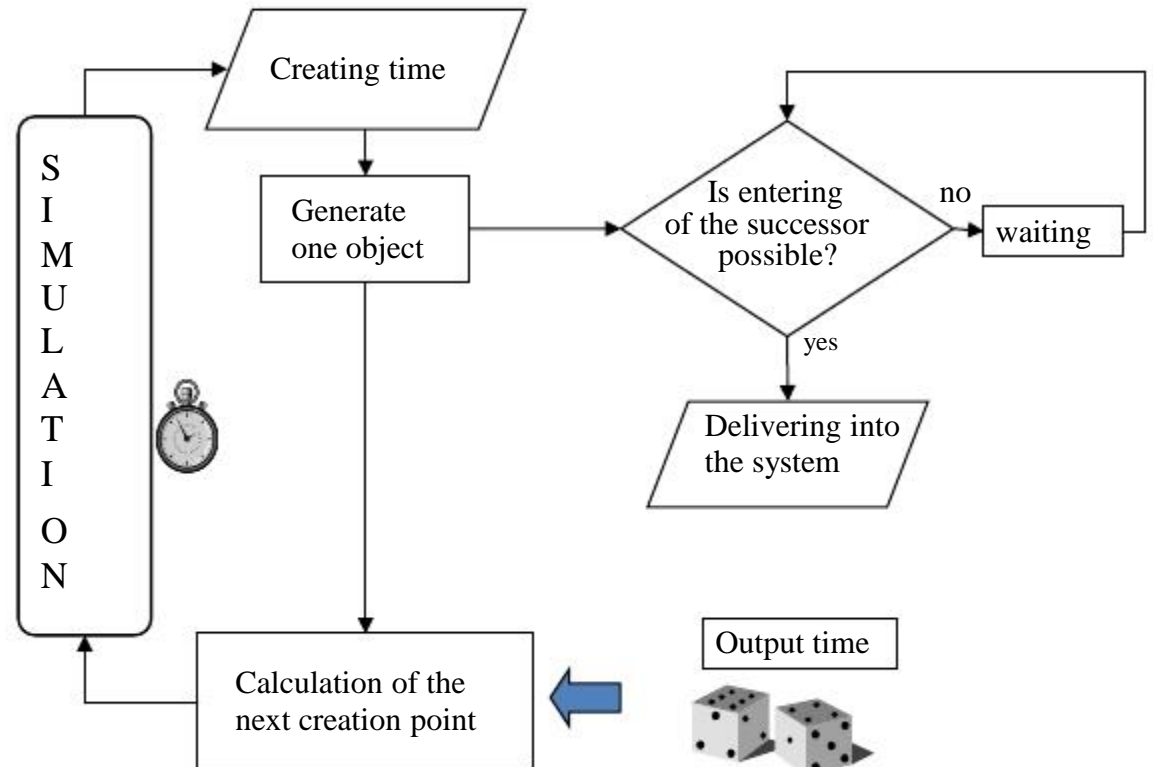 Creating time
S
I
M
U
L
A
T
I
O
N
Generate
one object
Is entering
of the successor
possible?
no
waiting
yes
Delivering into
the system
Calculation of the
next creation point
Output time